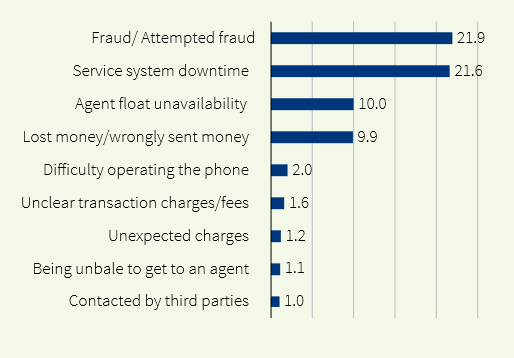 Fraud/ Attempted fraud 21.9
Service system downtime 21.6
Agent float unavailability 10.0
Lost money/wrongly sent money 9.9
Difficulty operating the phone 2.0
Unclear transaction charges/fees 1.6
Unexpected charges 1.2
Being unbale to get to an agent 1.1
Contacted by third parties 1.0